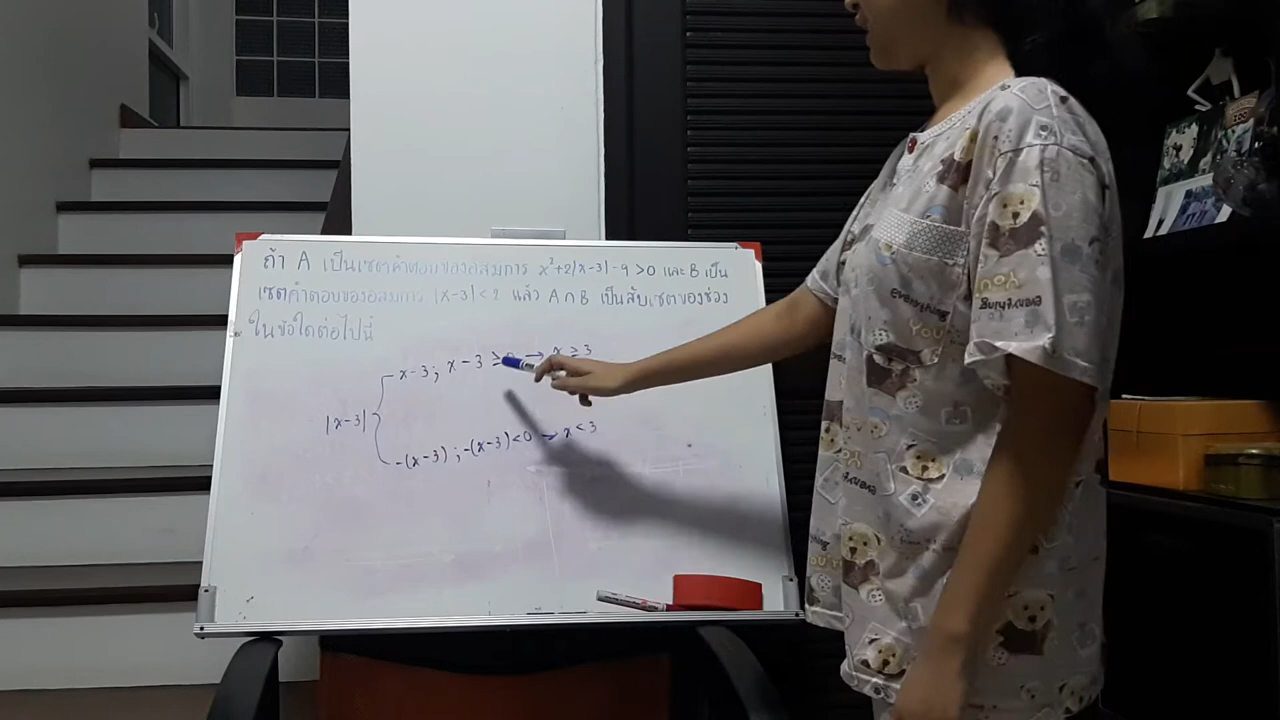 ถ้า A เป็นเซตคำตอบของอสมการ x²+2|x-3|-9 >0 และ B เป็น
เซตคำตอบของอสมการ |x-3| < 2 แล้ว A ∩ B เป็นสับเซตของช่วง
ในข้อใดต่อไปนี้
x-3 ; x-3 ≥ 0 → x ≥ 3
|x-3|
-(x-3) ; -(x-3) < 0 → x < 3
everything